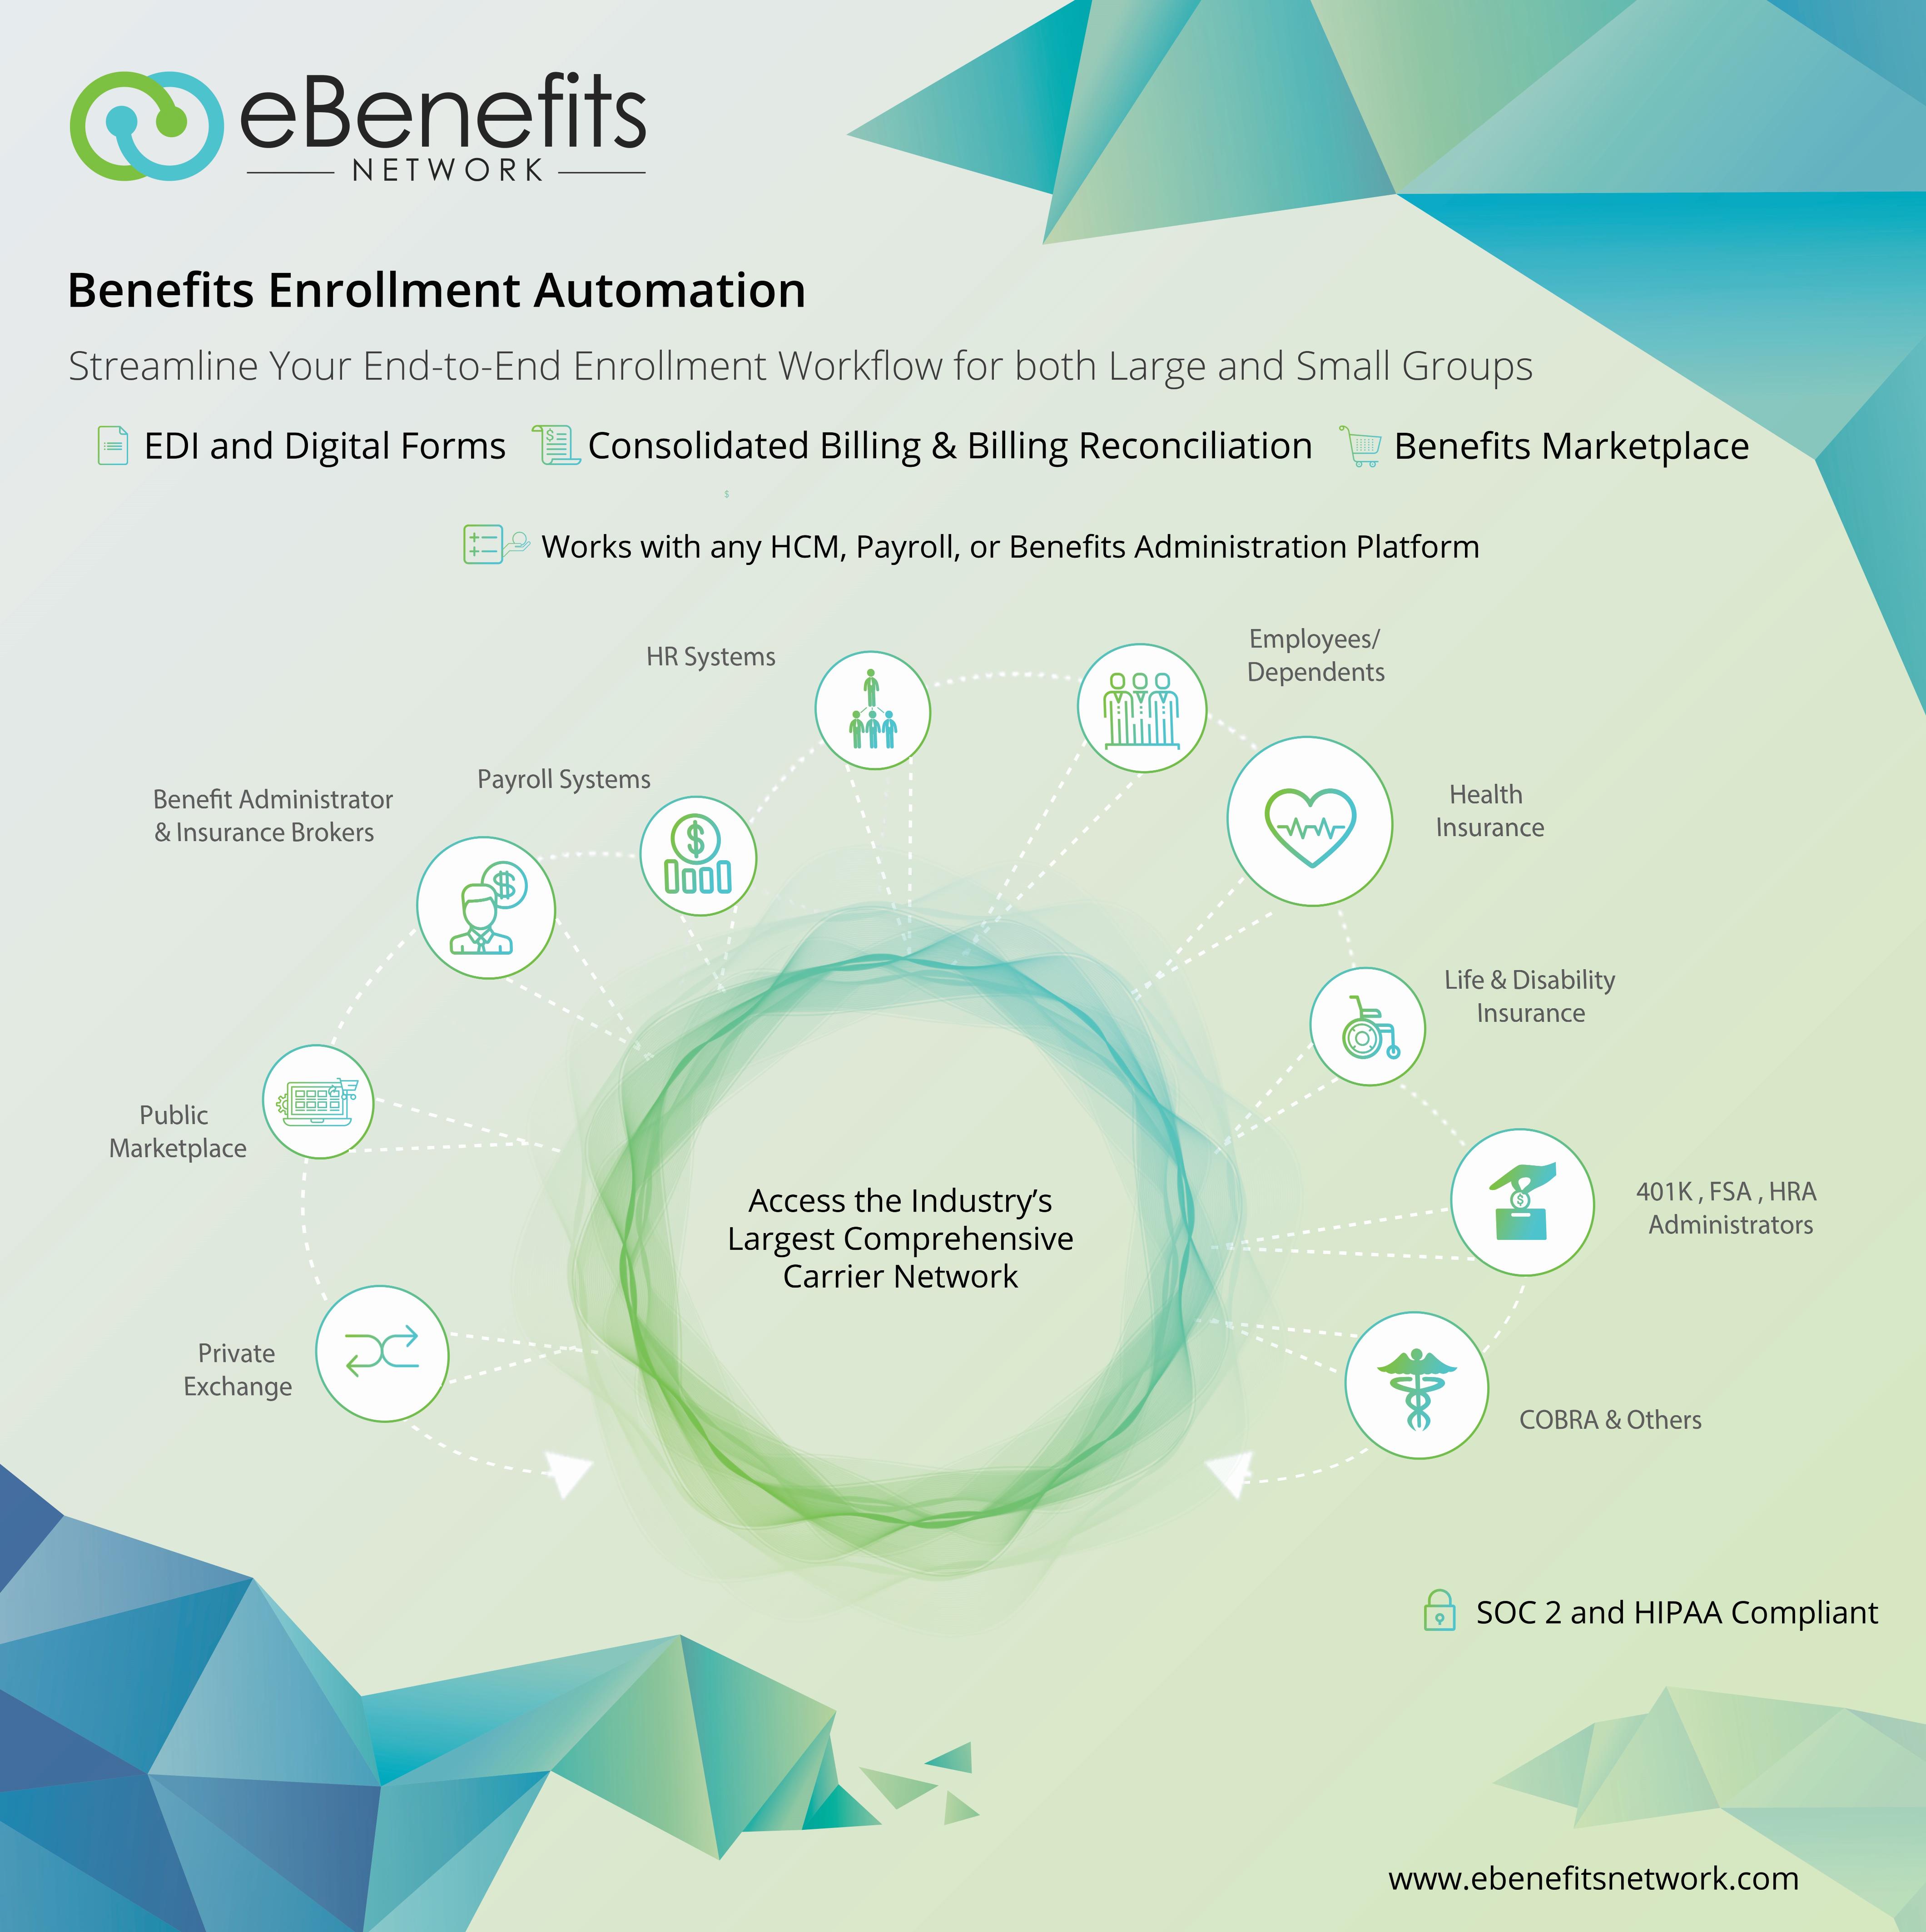 eBenefits
NETWORK
Benefits Enrollment Automation
Streamline Your End-to-End Enrollment Workflow for both Large and Small Groups
EDI and Digital Forms
$
Consolidated Billing & Billing Reconciliation
Benefits Marketplace
$
Works with any HCM, Payroll, or Benefits Administration Platform
HR Systems
Employees/
Dependents
Payroll Systems
$
Benefit Administrator
& Insurance Brokers
$
Health
Insurance
Life & Disability
Insurance
Public
Marketplace
401K , FSA , HRA
Administrators
$
Access the Industry’s
Largest Comprehensive
Carrier Network
Private
Exchange
COBRA & Others
SOC 2 and HIPAA Compliant
www.ebenefitsnetwork.com